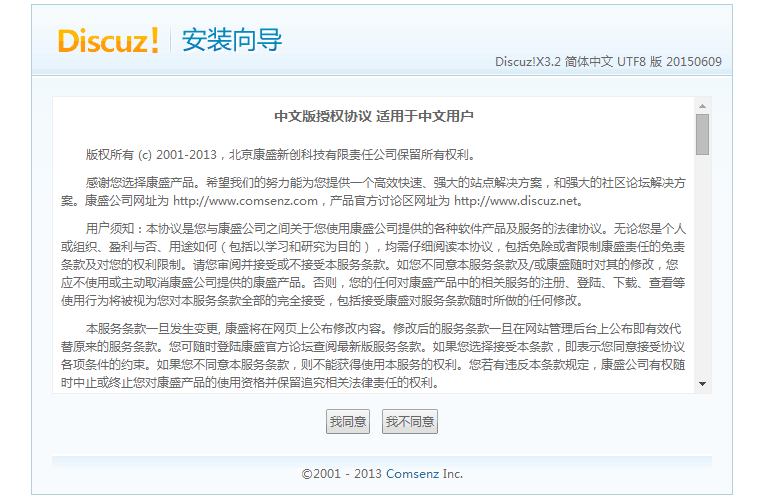 Discuz! 安装向导
Discuz!X3.2 简体中文 UTF8 版 20150609
中文版授权协议 适用于中文用户
版权所有 (c) 2001-2013，北京康盛新创科技有限责任公司保留所有权利。
感谢您选择康盛产品。希望我们的努力能为您提供一个高效快速、强大的站点解决方案，和强大的社区论坛解决方
案。康盛公司网址为 http://www.comsenz.com，产品官方讨论区网址为 http://www.discuz.net。
用户须知：本协议是您与康盛公司之间关于您使用康盛公司提供的各种软件产品及服务的法律协议。无论您是个人
或组织、盈利与否、用途如何（包括以学习和研究为目的），均需仔细阅读本协议，包括免除或者限制康盛责任的免责
条款及对您的权利限制。请您审阅并接受或不接受本服务条款。如您不同意本服务条款及/或康盛随时对其的修改，您
应不使用或主动取消康盛公司提供的康盛产品。否则，您的任何对康盛产品中的相关服务的注册、登陆、下载、查看等
使用行为将被视为您对本服务条款全部的完全接受，包括接受康盛对服务条款随时所做的任何修改。
本服务条款一旦发生变更, 康盛将在网页上公布修改内容。修改后的服务条款一旦在网站管理后台上公布即有效代
替原来的服务条款。您可随时登陆康盛官方论坛查阅最新版服务条款。如果您选择接受本条款，即表示您同意接受协议
各项条件的约束。如果您不同意本服务条款，则不能获得使用本服务的权利。您若有违反本条款规定，康盛公司有权随
时中止或终止您对康盛产品的使用资格并保留追究相关法律责任的权利。
我同意 我不同意
©2001 - 2013 Comsenz Inc.